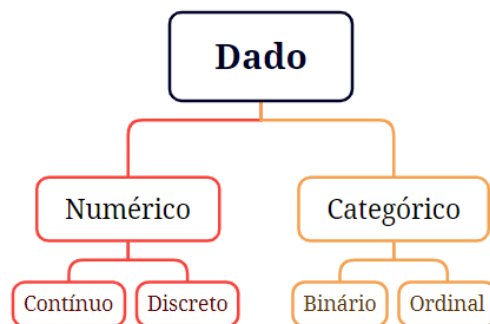 Dado
Numérico
Categórico
Contínuo
Discreto
Binário
Ordinal